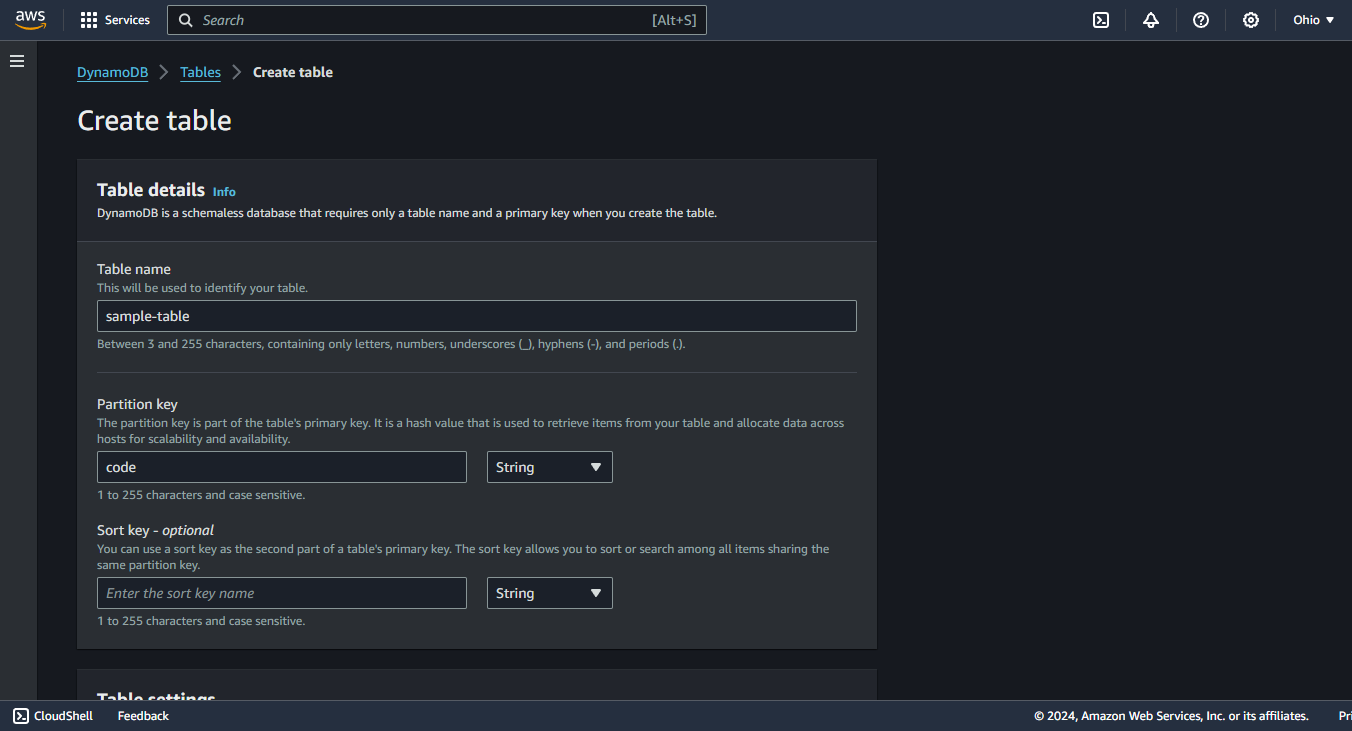 aws Services Search [Alt+S] Ohio
DynamoDB Tables Create table
Create table
Table details Info
DynamoDB is a schemaless database that requires only a table name and a primary key when you create the table.
Table name
This will be used to identify your table.
sample-table
Between 3 and 255 characters, containing only letters, numbers, underscores (_), hyphens (-), and periods (.).
Partition key
The partition key is part of the table's primary key. It is a hash value that is used to retrieve items from your table and allocate data across
hosts for scalability and availability.
code String
1 to 255 characters and case sensitive.
Sort key - optional
You can use a sort key as the second part of a table's primary key. The sort key allows you to sort or search among all items sharing the
same partition key.
Enter the sort key name String
1 to 255 characters and case sensitive.
Table settings
CloudShell Feedback © 2024, Amazon Web Services, Inc. or its affiliates. Pri